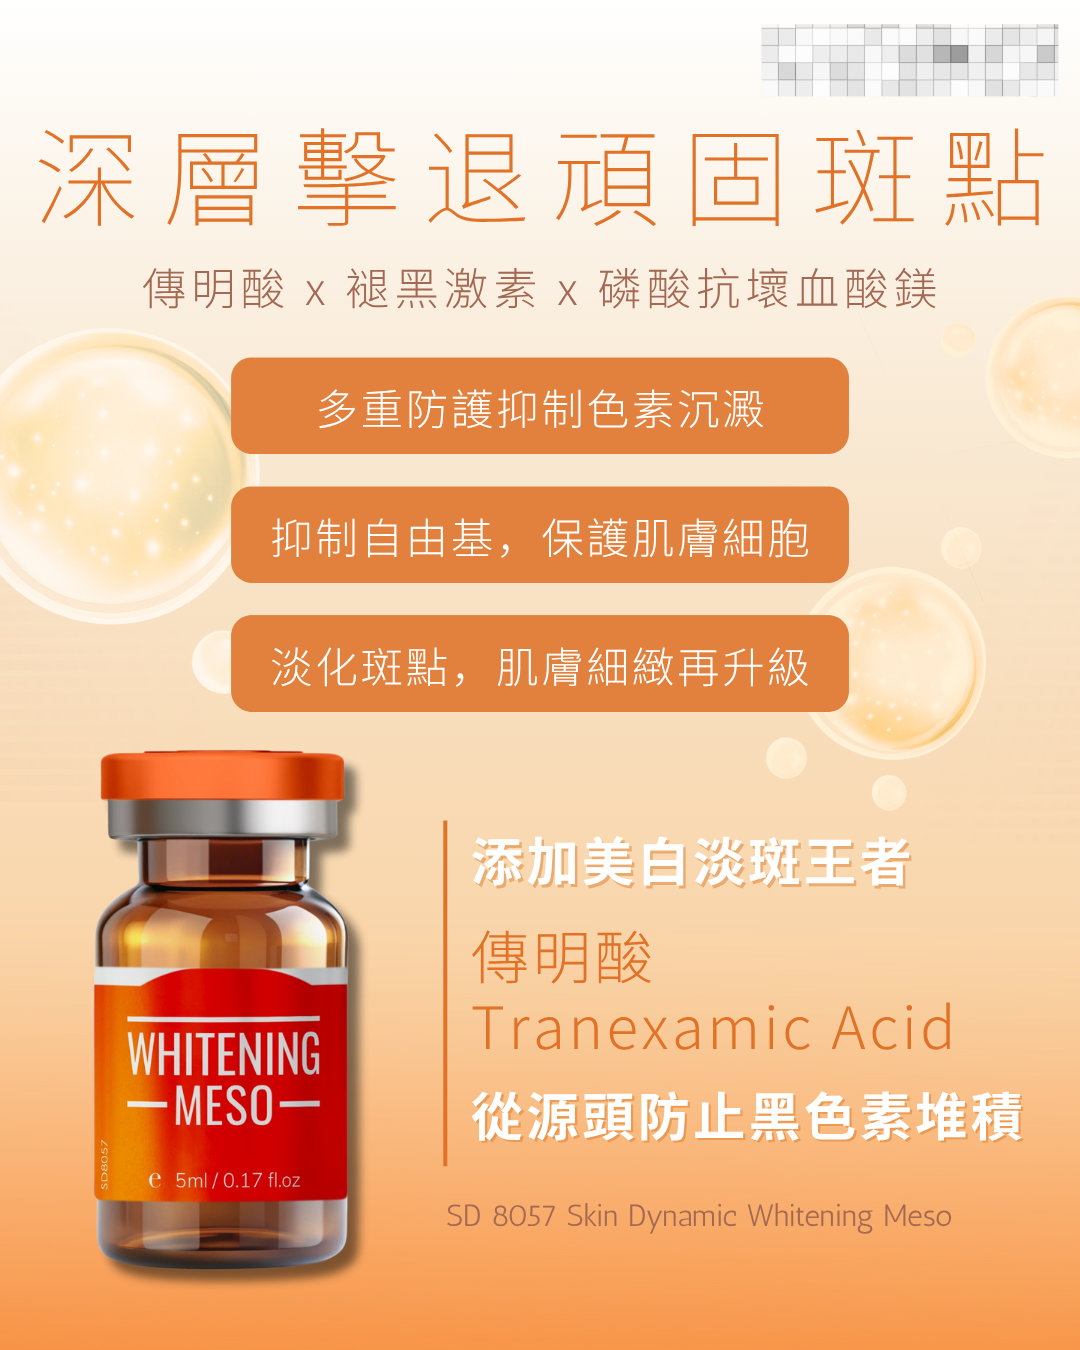 深層擊退頑固斑點
傳明酸 x 褪黑激素 x 磷酸抗壞血酸鎂
多重防護抑制色素沉澱
抑制自由基，保護肌膚細胞
淡化斑點，肌膚細緻再升級
添加美白淡斑王者
傳明酸
Tranexamic Acid
從源頭防止黑色素堆積
SD 8057 Skin Dynamic Whitening Meso
WHITENING
MESO
SD8057
e 5ml / 0.17 fl.oz